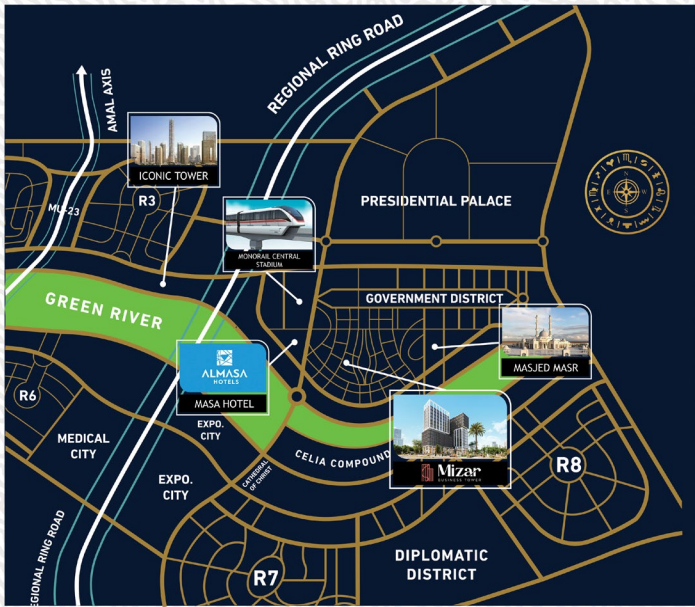 REGIONAL RING ROAD
AMAL AXIS
ICONIC TOWER
R3
MU-23
PRESIDENTIAL PALACE
N
E
W
S
MONORAIL CENTRAL
STADIUM
GOVERNMENT DISTRICT
GREEN RIVER
MASJED MASR
ALMASA
HOTELS
MASA HOTEL
R6
EXPO.
CITY
MEDICAL
CITY
CELIA COMPOUND
Mizar
BUSINESS TOWER
R8
EXPO.
CITY
CATHEDRAL
OF CHRIST
REGIONAL RING ROAD
R7
DIPLOMATIC
DISTRICT